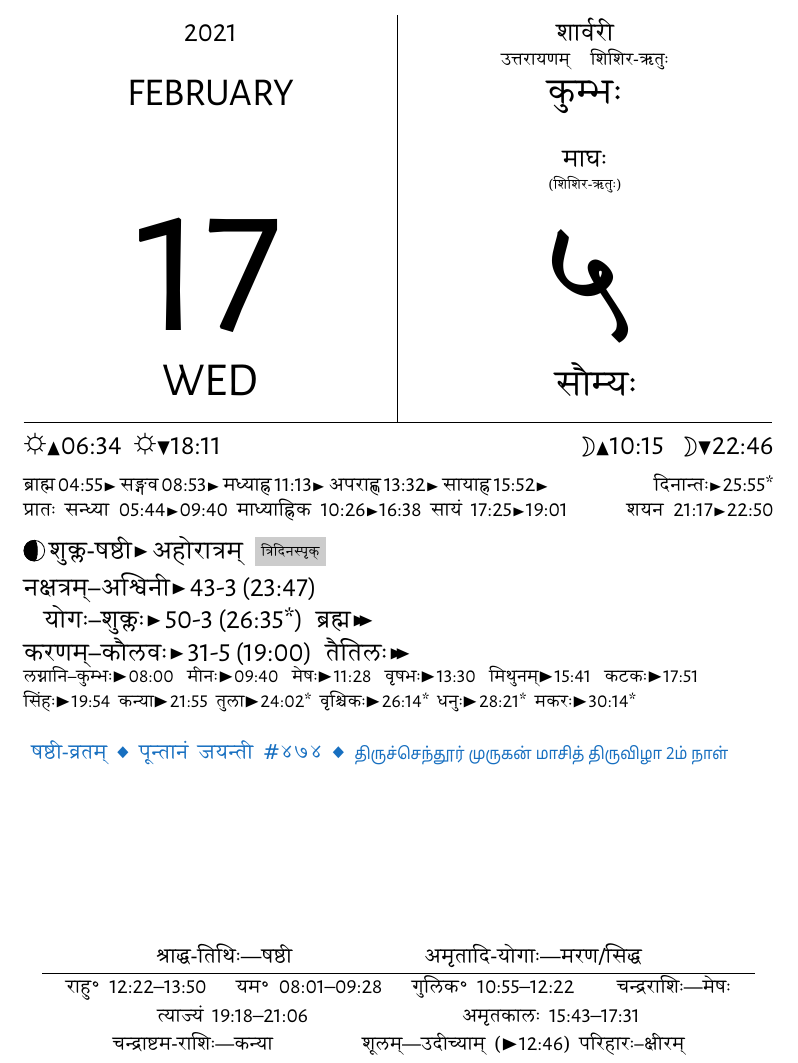 2021
FEBRUARY
17
WED
शार्वरी
उत्तरायणम् शिशिर-ऋतुः
कुम्भः
माघः
(शिशिर-ऋतुः)
५
सौम्यः
▲06:34 ▼18:11 ▲10:15 ▼22:46
ब्राह्म 04:55► सङ्गव 08:53► मध्याह्न 11:13► अपराह्ण 13:32► सायाह्न 15:52► दिनान्तः►25:55*
प्रातः सन्ध्या 05:44►09:40 माध्याह्निक 10:26►16:38 सायं 17:25►19:01 शयन 21:17►22:50
शुक्ल-षष्ठी► अहोरात्रम् त्रिदिनस्पृक्
नक्षत्रम्–अश्विनी► 43-3 (23:47)
योगः–शुक्लः► 50-3 (26:35*) ब्रह्म►►
करणम्–कौलवः► 31-5 (19:00) तैतिलः►►
लग्नानि–कुम्भः►08:00 मीनः►09:40 मेषः►11:28 वृषभः►13:30 मिथुनम्►15:41 कटकः►17:51
सिंहः►19:54 कन्या►21:55 तुला►24:02* वृश्चिकः►26:14* धनुः►28:21* मकरः►30:14*
षष्ठी-व्रतम् ◆ पून्तानं जयन्ती #४७४ ◆ திருச்செந்தூர் முருகன் மாசித் திருவிழா 2ம் நாள்
श्राद्ध-तिथिः—षष्ठी अमृतादि-योगाः—मरण/सिद्ध
राहु॰ 12:22–13:50 यम॰ 08:01–09:28 गुलिक॰ 10:55–12:22 चन्द्रराशिः—मेषः
त्याज्यं 19:18–21:06 अमृतकालः 15:43–17:31
चन्द्राष्टम-राशिः—कन्या शूलम्—उदीच्याम् (►12:46) परिहारः–क्षीरम्